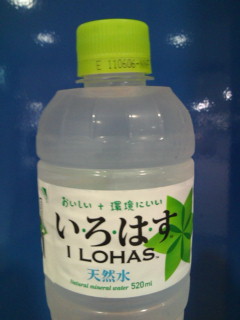 おいしい + 環境にいい
い・ろ・は・す
I LOHAS™
天然水
Natural mineral water 520ml